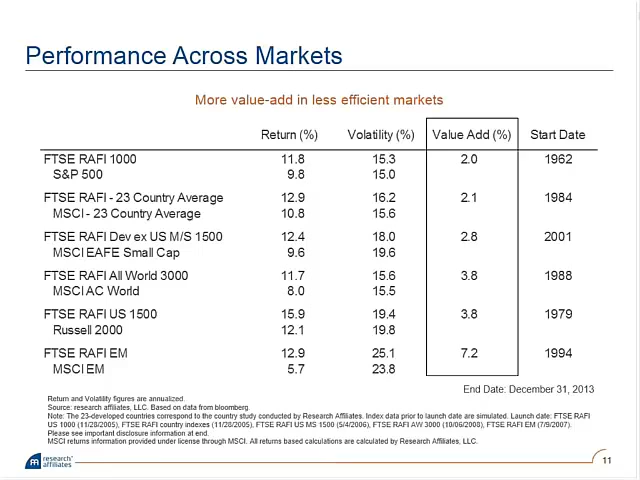 Performance Across Markets
More value-add in less efficient markets
Return (%) Volatility (%) Value Add (%) Start Date
FTSE RAFI 1000 11.8 15.3 2.0 1962
S&P 500 9.8 15.0
FTSE RAFI - 23 Country Average 12.9 16.2 2.1 1984
MSCI - 23 Country Average 10.8 15.6
FTSE RAFI Dev ex US M/S 1500 12.4 18.0 2.8 2001
MSCI EAFE Small Cap 9.6 19.6
FTSE RAFI All World 3000 11.7 15.6 3.8 1988
MSCI AC World 8.0 15.5
FTSE RAFI US 1500 15.9 19.4 3.8 1979
Russell 2000 12.1 19.8
FTSE RAFI EM 12.9 25.1 7.2 1994
MSCI EM 5.7 23.8
End Date: December 31, 2013
Return and Volatility figures are annualized.
Source: research affiliates, LLC. Based on data from bloomberg.
Note: The 23-developed countries correspond to the country study conducted by Research Affiliates. Index data prior to launch date are simulated. Launch date: FTSE RAFI
US 1000 (11/28/2005), FTSE RAFI country indexes (11/28/2005), FTSE RAFI US MS 1500 (5/4/2006), FTSE RAFI AW 3000 (10/06/2008), FTSE RAFI EM (7/9/2007).
Please see important disclosure information at end.
MSCI returns information provided under license through MSCI. All returns based calculations are calculated by Research Affiliates, LLC.
research
affiliates
11